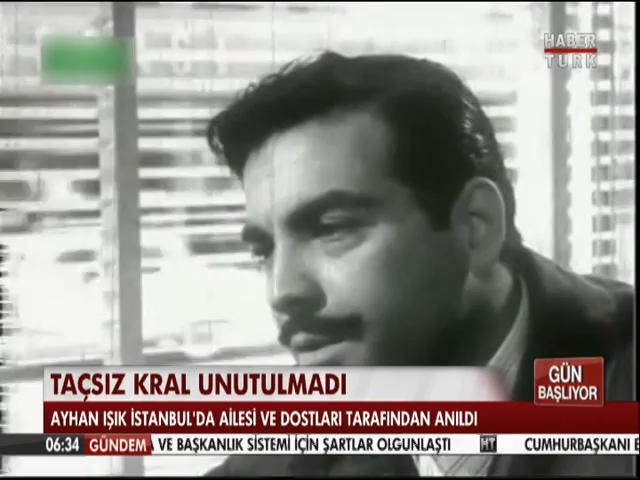 HABER
TÜRK
TAÇSIZ KRAL UNUTULMADI
GÜN
BAŞLIYOR
AYHAN IŞIK İSTANBUL'DA AİLESİ VE DOSTLARI TARAFINDAN ANILDI
06:34 GÜNDEM VE BAŞKANLIK SİSTEMİ İÇİN ŞARTLAR OLGUNLAŞTI HT CUMHURBAŞKANI